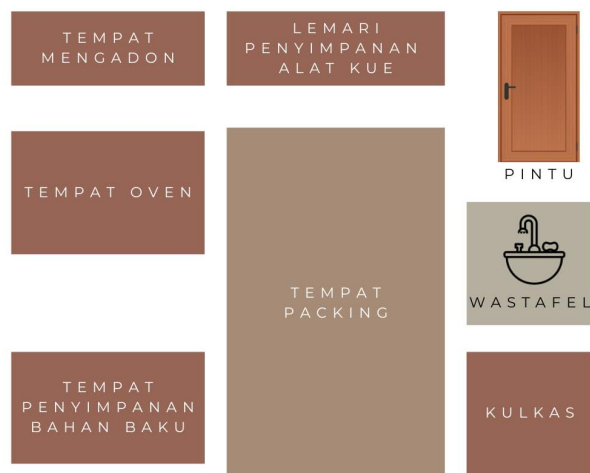 TEMPAT
MENGADON
LEMARI
PENYIMPANAN
ALAT KUE
PINTU
TEMPAT OVEN
WASTAFEL
TEMPAT
PACKING
TEMPAT
PENYIMPANAN
BAHAN BAKU
KULKAS